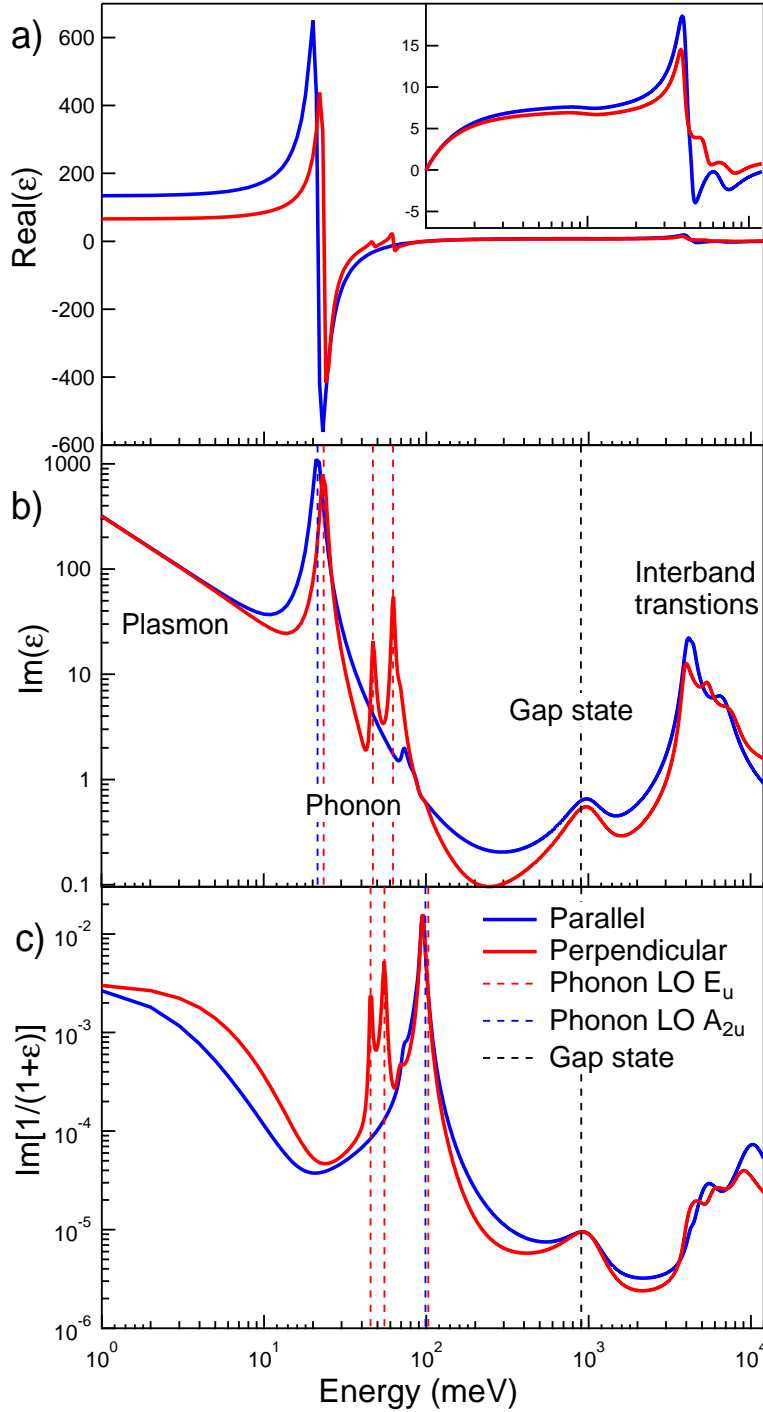 a)
Real(ε)
600
400
200
0
-200
-400
-600
15
10
5
0
-5
b)
Im(ε)
1000
100
10
1
0.1
Plasmon
Phonon
Gap state
Interband
transtions
c)
Im[1/(1+ε)]
10⁻²
10⁻³
10⁻⁴
10⁻⁵
10⁻⁶
Parallel
Perpendicular
Phonon LO Eᵤ
Phonon LO A₂ᵤ
Gap state
10⁰
10¹
10²
10³
10⁴
Energy (meV)